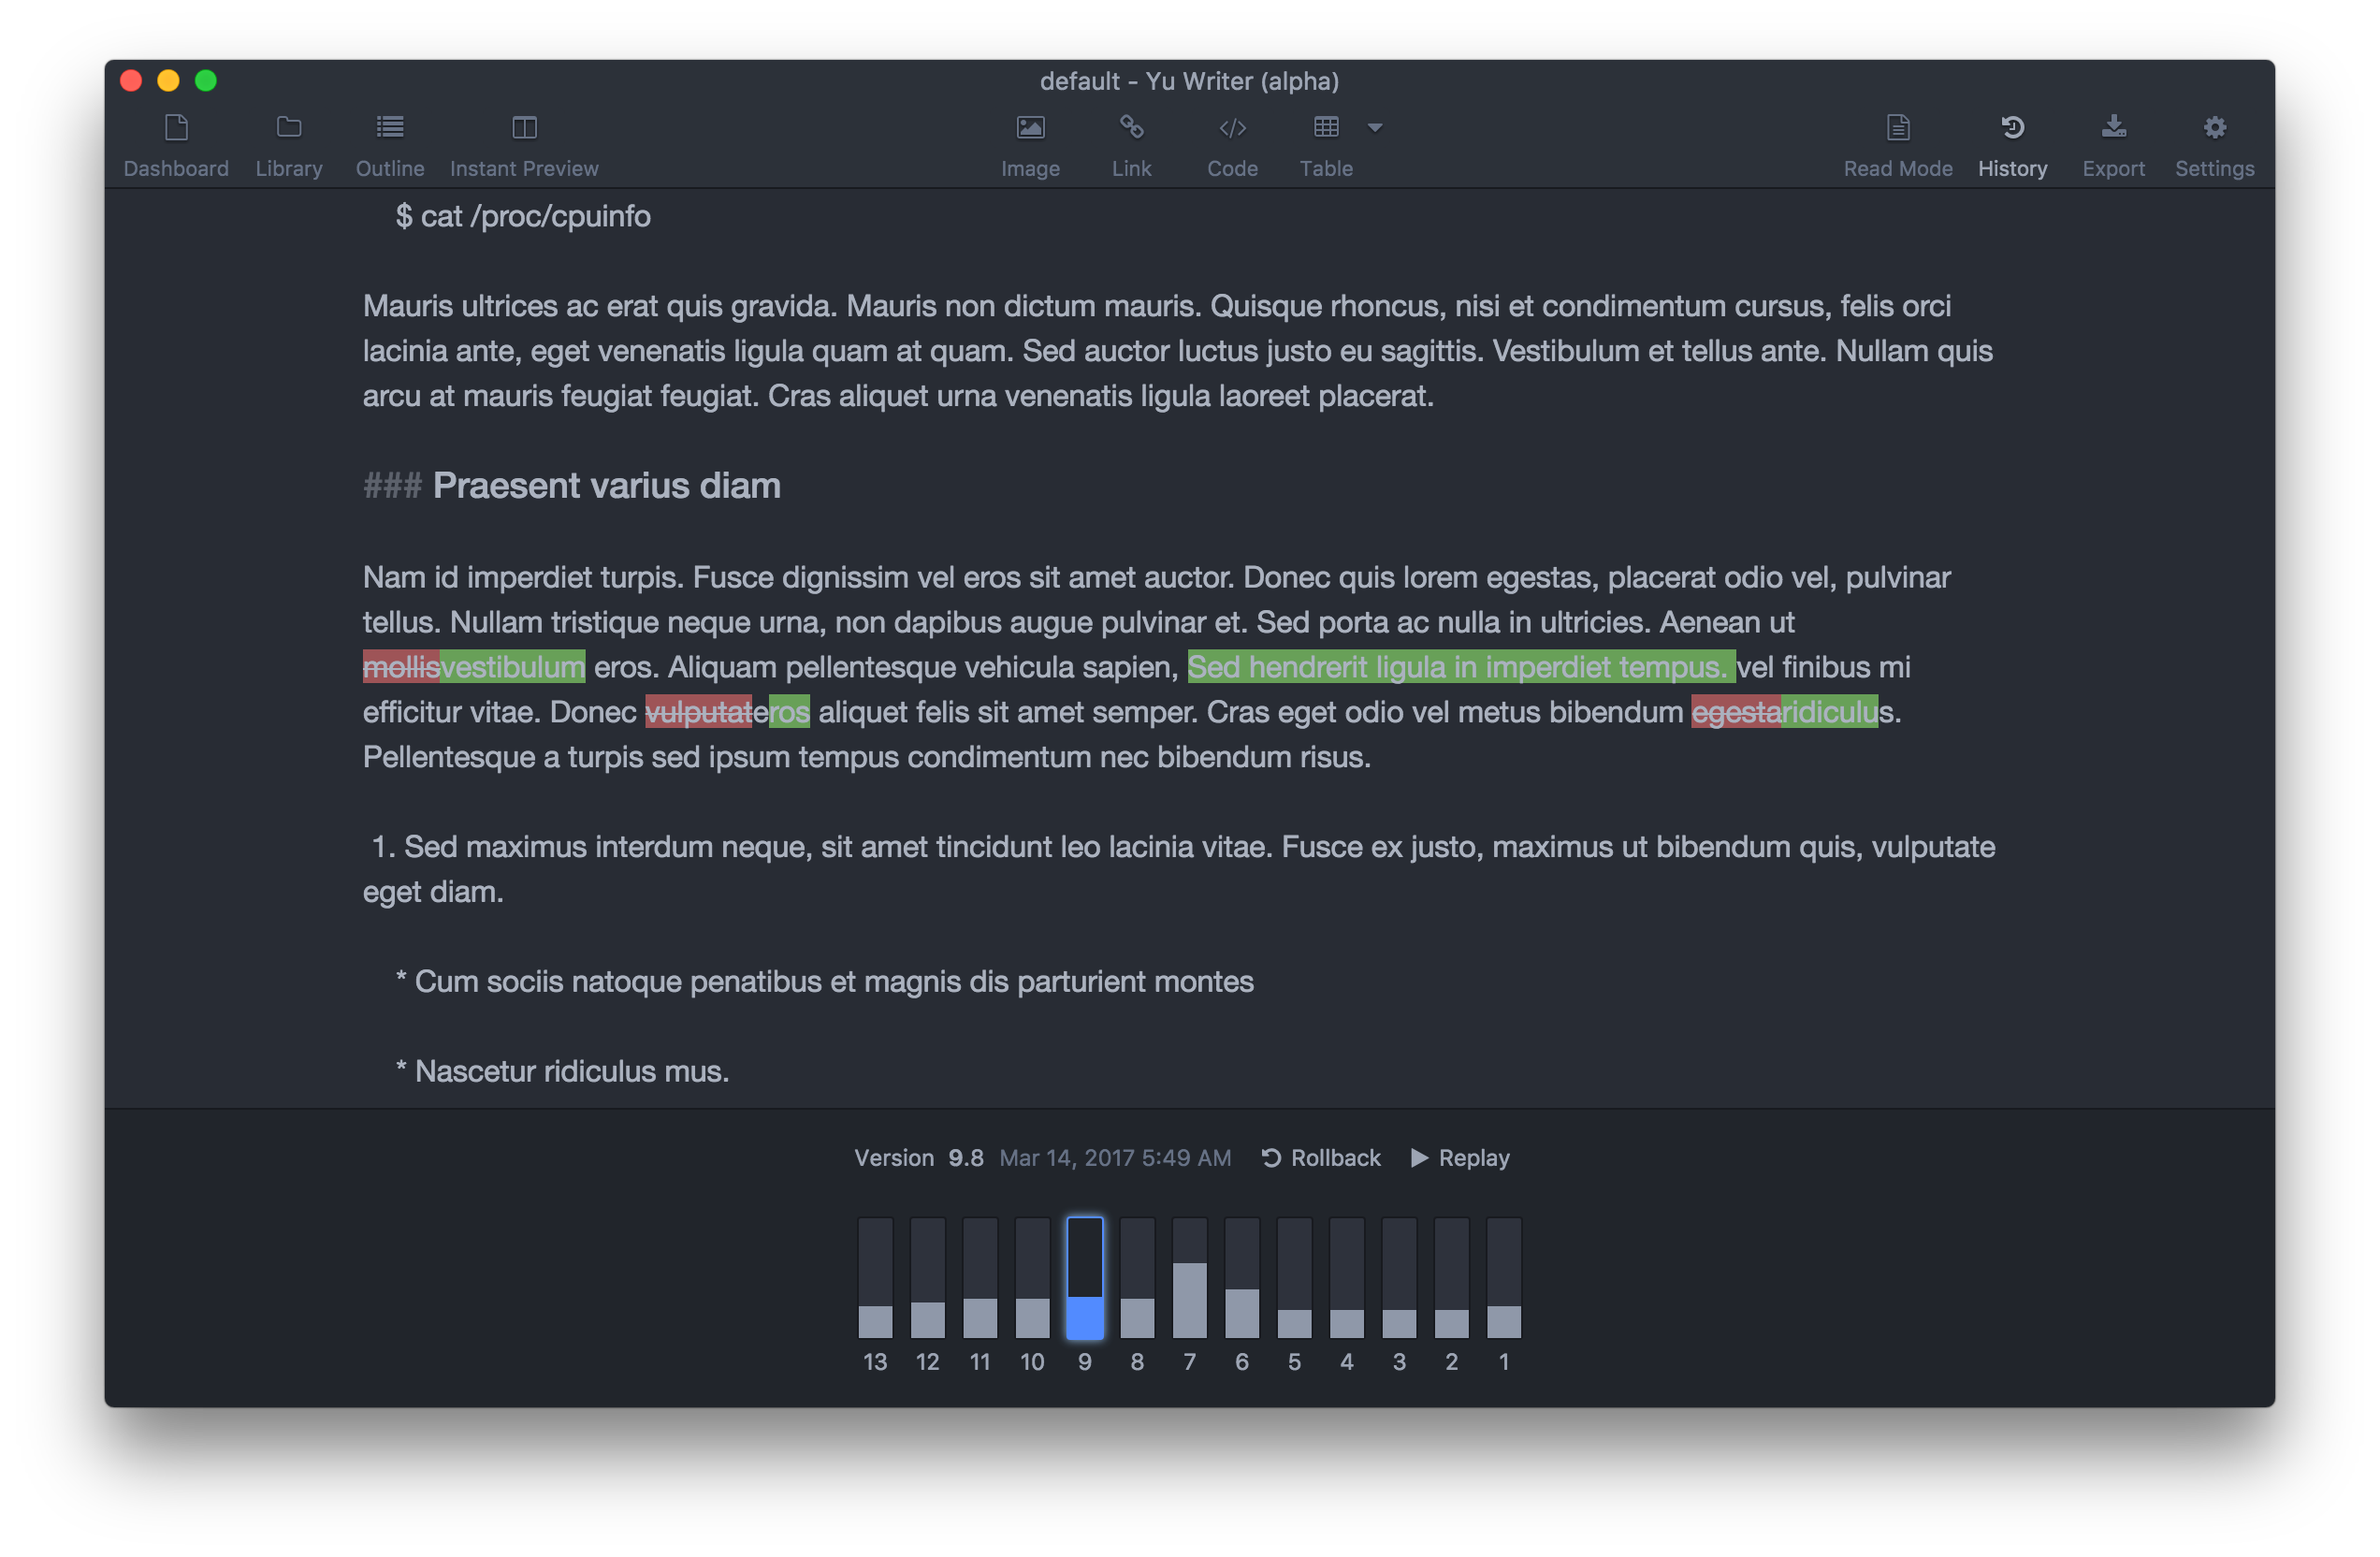 default - Yu Writer (alpha)
Dashboard Library Outline Instant Preview Image Link Code Table Read Mode History Export Settings
$ cat /proc/cpuinfo
Mauris ultrices ac erat quis gravida. Mauris non dictum mauris. Quisque rhoncus, nisi et condimentum cursus, felis orci
lacinia ante, eget venenatis ligula quam at quam. Sed auctor luctus justo eu sagittis. Vestibulum et tellus ante. Nullam quis
arcu at mauris feugiat feugiat. Cras aliquet urna venenatis ligula laoreet placerat.
### Praesent varius diam
Nam id imperdiet turpis. Fusce dignissim vel eros sit amet auctor. Donec quis lorem egestas, placerat odio vel, pulvinar
tellus. Nullam tristique neque urna, non dapibus augue pulvinar et. Sed porta ac nulla in ultricies. Aenean ut
mollisvestibulum eros. Aliquam pellentesque vehicula sapien, Sed hendrerit ligula in imperdiet tempus. vel finibus mi
efficitur vitae. Donec vulputateros aliquet felis sit amet semper. Cras eget odio vel metus bibendum egestaridiculus.
Pellentesque a turpis sed ipsum tempus condimentum nec bibendum risus.
1. Sed maximus interdum neque, sit amet tincidunt leo lacinia vitae. Fusce ex justo, maximus ut bibendum quis, vulputate
eget diam.
* Cum sociis natoque penatibus et magnis dis parturient montes
* Nascetur ridiculus mus.
Version 9.8 Mar 14, 2017 5:49 AM Rollback Replay
13 12 11 10 9 8 7 6 5 4 3 2 1